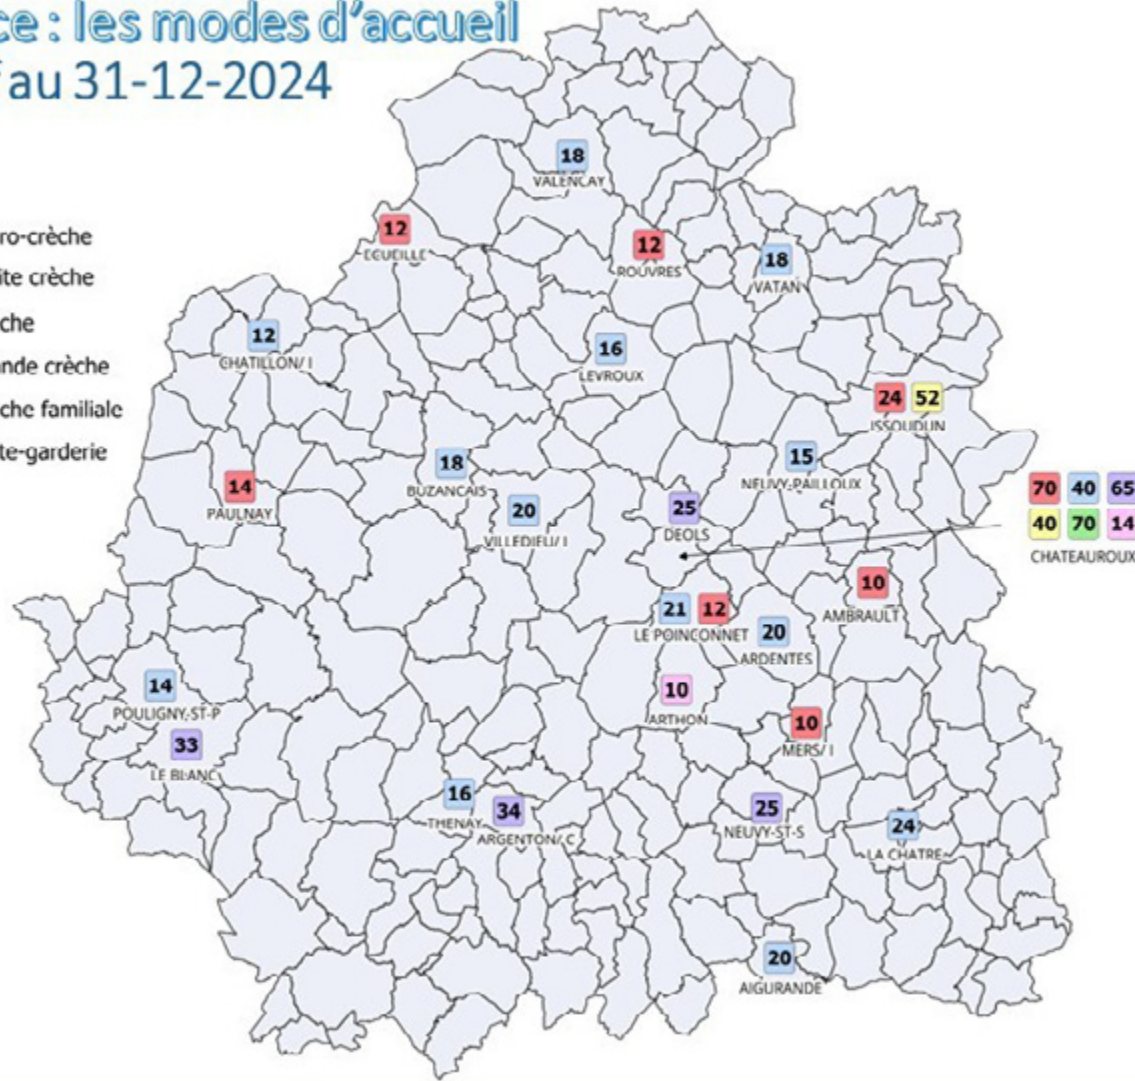 ce : les modes d'accueil
f au 31-12-2024
ro-crèche
ite crèche
che
nde crèche
che familiale
te-garderie
18
VALENCAY
12
ECUEILLE
12
ROUVRES
18
VATAN
12
CHATILLON/ I
16
LEVROUX
24 52
ISSOUDUN
18
BUZANCAIS
15
NEUVY-PAILLOUX
14
PAULNAY
20
VILLEDIEU/ I
25
DEOLS
70 40 65
40 70 14
CHATEAUROUX
10
AMBRAULT
21 12
LE POINCONNET
20
ARDENTES
14
POULIGNY-ST-P
10
ARTHON
10
MERS/ I
33
LE BLANC
16
THENAY
34
ARGENTON/ C
25
NEUVY-ST-S
24
LA CHATRE
20
AIGURANDE